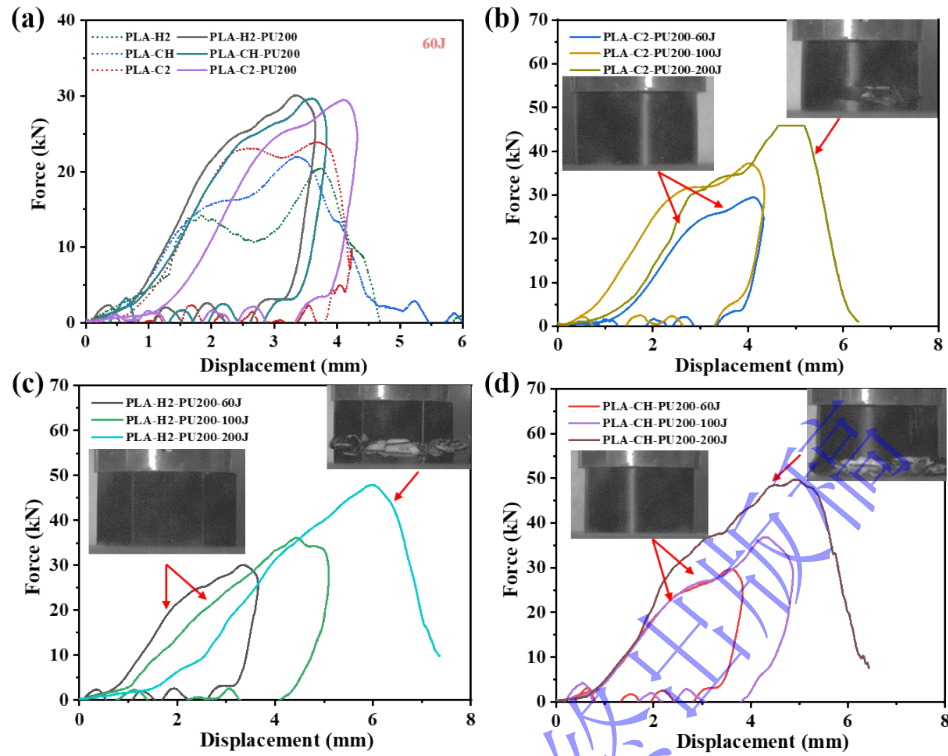 (a)
PLA-H2 PLA-H2-PU200
PLA-CH PLA-CH-PU200
PLA-C2 PLA-C2-PU200
60J
Force (kN)
40
30
20
10
0
0 1 2 3 4 5 6
Displacement (mm)
(b)
PLA-C2-PU200-60J
PLA-C2-PU200-100J
PLA-C2-PU200-200J
Force (kN)
70
60
50
40
30
20
10
0
0 2 4 6 8
Displacement (mm)
(c)
PLA-H2-PU200-60J
PLA-H2-PU200-100J
PLA-H2-PU200-200J
Force (kN)
70
60
50
40
30
20
10
0
0 2 4 6 8
Displacement (mm)
(d)
PLA-CH-PU200-60J
PLA-CH-PU200-100J
PLA-CH-PU200-200J
Force (kN)
70
60
50
40
30
20
10
0
0 2 4 6 8
Displacement (mm)